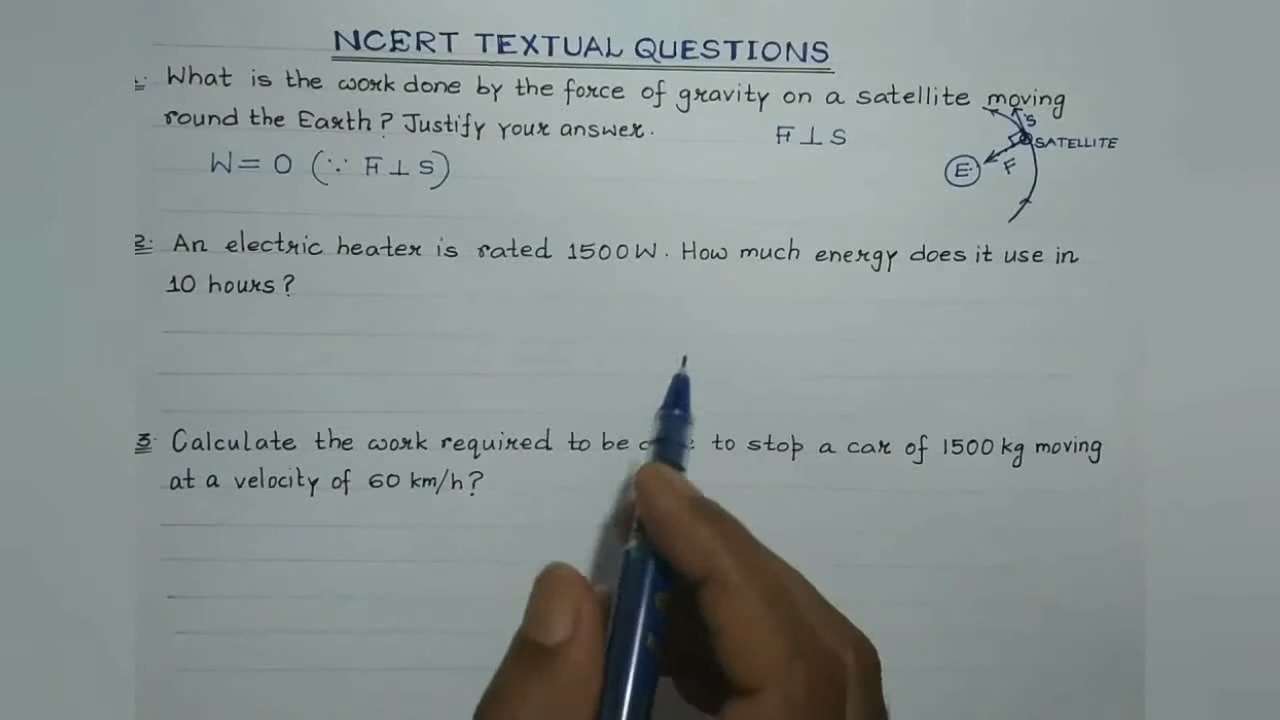 NCERT TEXTUAL QUESTIONS
1. What is the work done by the force of gravity on a satellite moving
round the Earth? Justify your answer.
F ⊥ S
W = 0 (∵ F ⊥ S)
S
SATELLITE
E
F
2. An electric heater is rated 1500W. How much energy does it use in
10 hours?
3. Calculate the work required to be to stop a car of 1500 kg moving
at a velocity of 60 km/h?